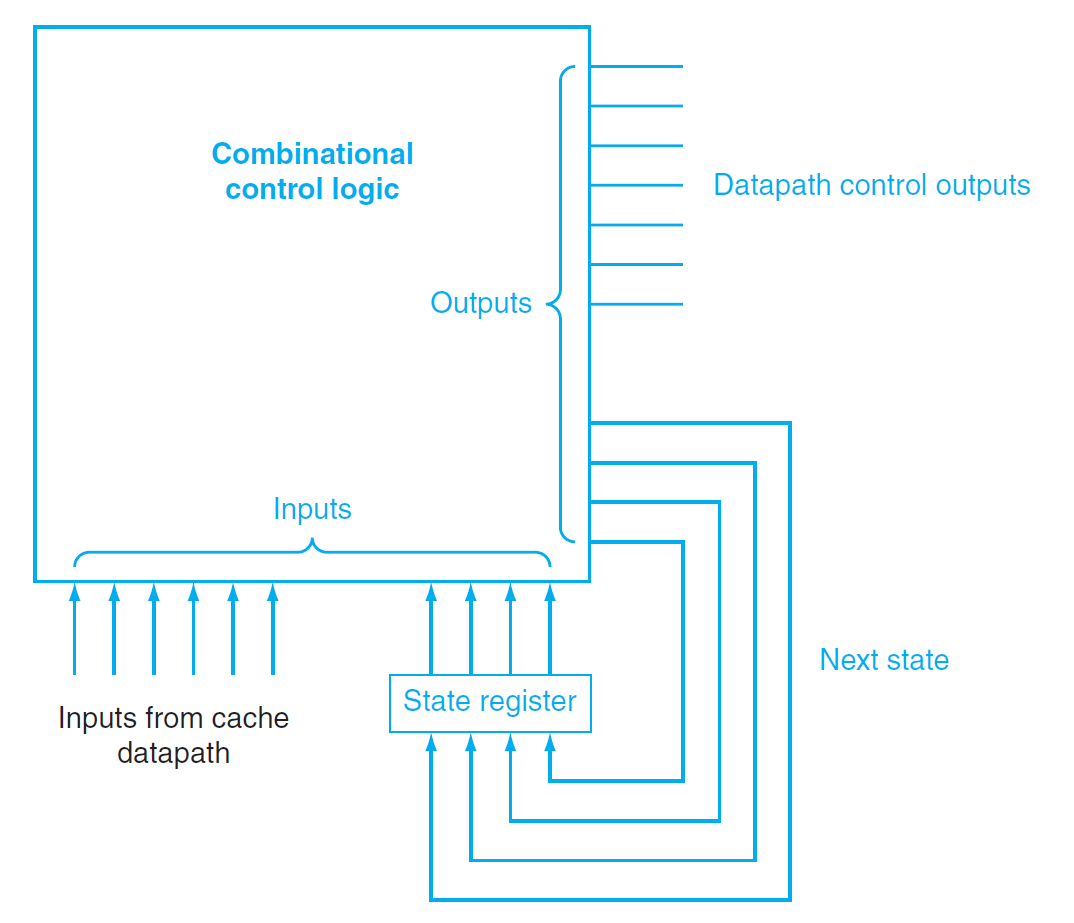 Combinational
control logic
Datapath control outputs
Outputs
Inputs
Next state
State register
Inputs from cache
datapath